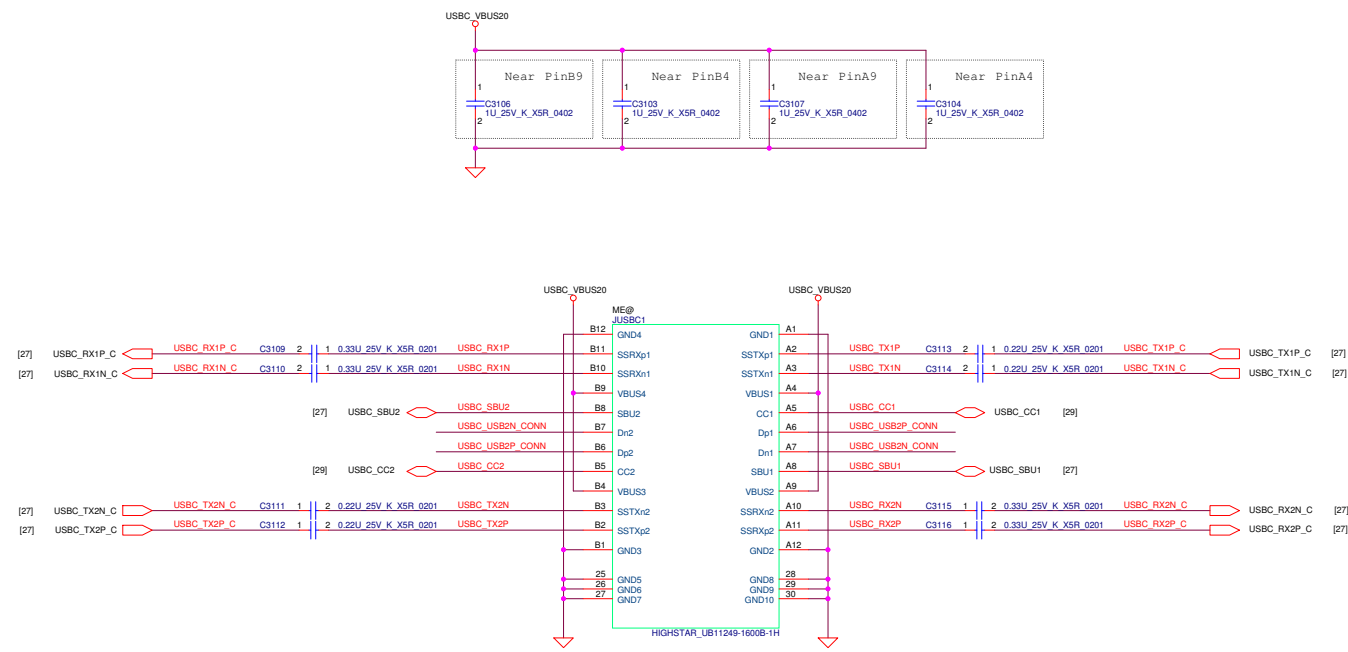 USBC_VBUS20
Near PinB9 Near PinB4 Near PinA9 Near PinA4
1 1 1 1
C3106 C3103 C3107 C3104
1U_25V_K_X5R_0402 1U_25V_K_X5R_0402 1U_25V_K_X5R_0402 1U_25V_K_X5R_0402
2 2 2 2
USBC_VBUS20 USBC_VBUS20
ME@
JUSBC1
B12 GND4 GND1 A1
[27] USBC_RX1P_C USBC_RX1P_C C3109 2 1 0.33U_25V_K_X5R_0201 USBC_RX1P B11 SSRXp1 SSTXp1 A2 USBC_TX1P C3113 2 1 0.22U_25V_K_X5R_0201 USBC_TX1P_C USBC_TX1P_C [27]
[27] USBC_RX1N_C USBC_RX1N_C C3110 2 1 0.33U_25V_K_X5R_0201 USBC_RX1N B10 SSRXn1 SSTXn1 A3 USBC_TX1N C3114 2 1 0.22U_25V_K_X5R_0201 USBC_TX1N_C USBC_TX1N_C [27]
B9 VBUS4 VBUS1 A4
[27] USBC_SBU2 USBC_SBU2 B8 SBU2 CC1 A5 USBC_CC1 USBC_CC1 [29]
USBC_USB2N_CONN B7 Dn2 Dp1 A6 USBC_USB2P_CONN
USBC_USB2P_CONN B6 Dp2 Dn1 A7 USBC_USB2N_CONN
[29] USBC_CC2 USBC_CC2 B5 CC2 SBU1 A8 USBC_SBU1 USBC_SBU1 [27]
B4 VBUS3 VBUS2 A9
[27] USBC_TX2N_C USBC_TX2N_C C3111 1 2 0.22U_25V_K_X5R_0201 USBC_TX2N B3 SSTXn2 SSRXn2 A10 USBC_RX2N C3115 1 2 0.33U_25V_K_X5R_0201 USBC_RX2N_C USBC_RX2N_C [27]
[27] USBC_TX2P_C USBC_TX2P_C C3112 1 2 0.22U_25V_K_X5R_0201 USBC_TX2P B2 SSTXp2 SSRXp2 A11 USBC_RX2P C3116 1 2 0.33U_25V_K_X5R_0201 USBC_RX2P_C USBC_RX2P_C [27]
B1 GND3 GND2 A12
25 GND5 GND8 28
26 GND6 GND9 29
27 GND7 GND10 30
HIGHSTAR_UB11249-1600B-1H